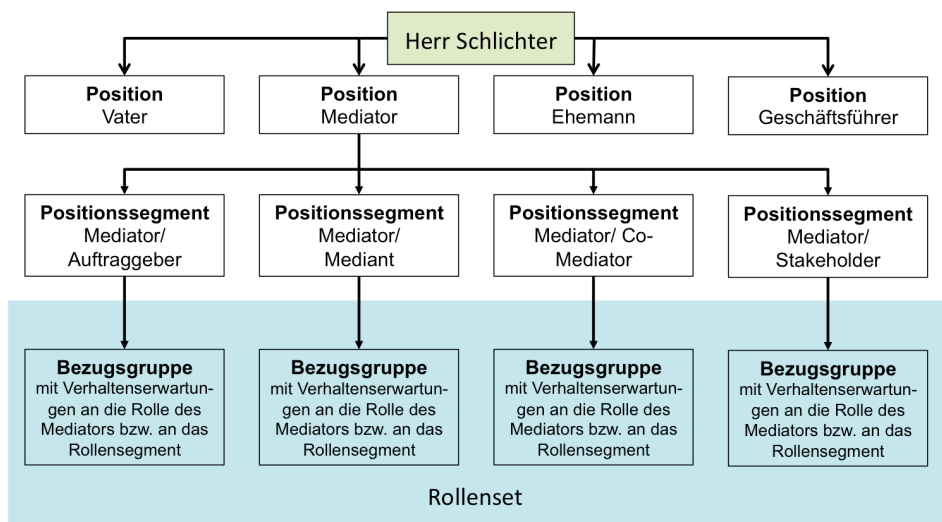 Herr Schlichter
Position
Vater
Position
Mediator
Position
Ehemann
Position
Geschäftsführer
Positionssegment
Mediator/
Auftraggeber
Positionssegment
Mediator/
Mediant
Positionssegment
Mediator/ Co-
Mediator
Positionssegment
Mediator/
Stakeholder
Bezugsgruppe
mit Verhaltenserwartun-
gen an die Rolle des
Mediators bzw. an das
Rollensegment
Bezugsgruppe
mit Verhaltenserwartun-
gen an die Rolle des
Mediators bzw. an das
Rollensegment
Bezugsgruppe
mit Verhaltenserwartun-
gen an die Rolle des
Mediators bzw. an das
Rollensegment
Bezugsgruppe
mit Verhaltenserwartun-
gen an die Rolle des
Mediators bzw. an das
Rollensegment
Rollenset